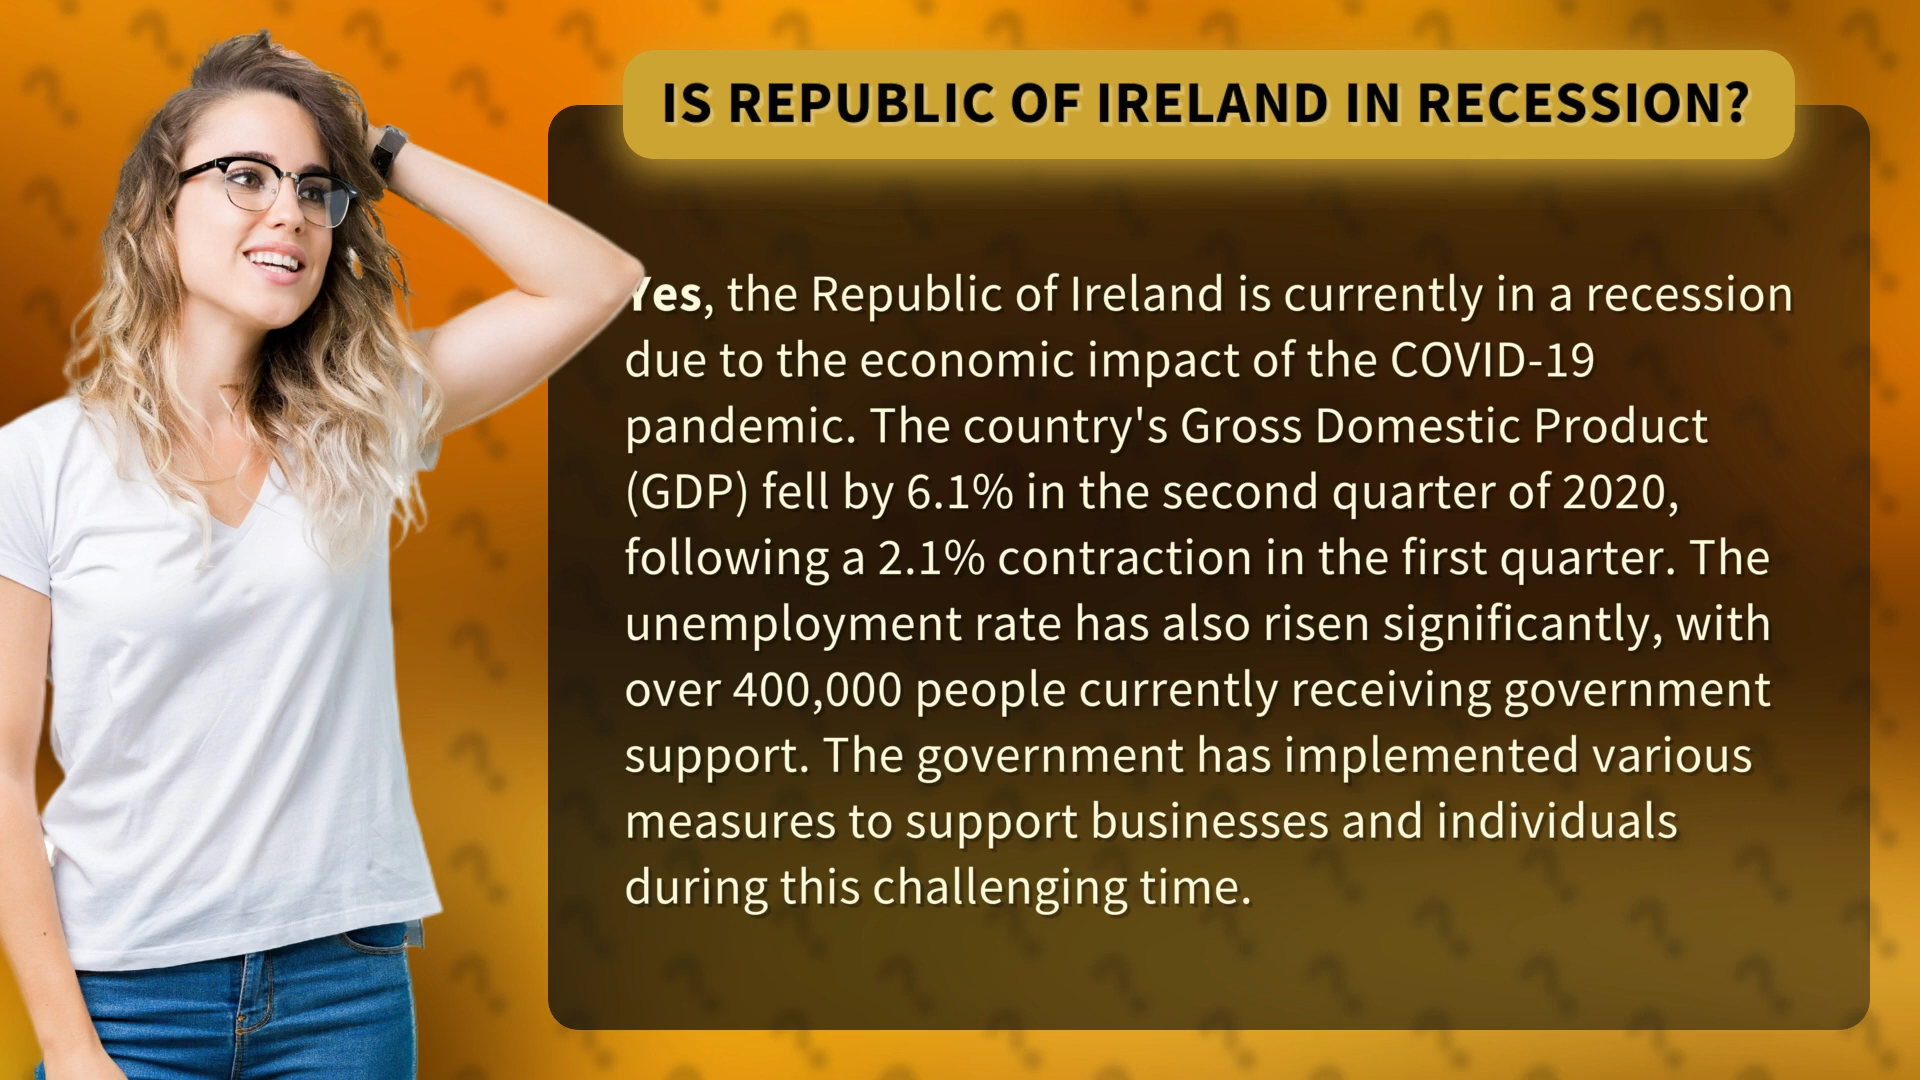 IS REPUBLIC OF IRELAND IN RECESSION?
Yes, the Republic of Ireland is currently in a recession
due to the economic impact of the COVID-19
pandemic. The country's Gross Domestic Product
(GDP) fell by 6.1% in the second quarter of 2020,
following a 2.1% contraction in the first quarter. The
unemployment rate has also risen significantly, with
over 400,000 people currently receiving government
support. The government has implemented various
measures to support businesses and individuals
during this challenging time.